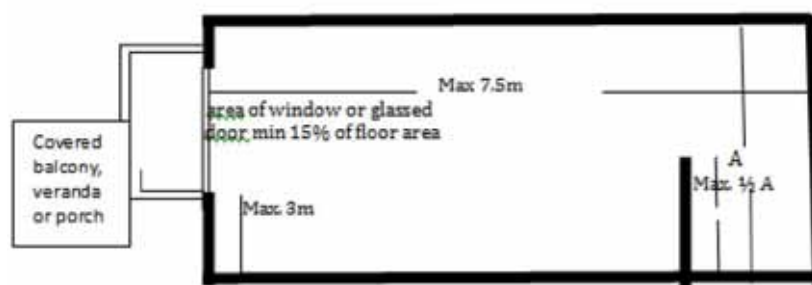 Max 7.5m
area of window or glassed
door min 15% of floor area
Covered
balcony,
veranda
or porch
A
Max. ½ A
Max. 3m